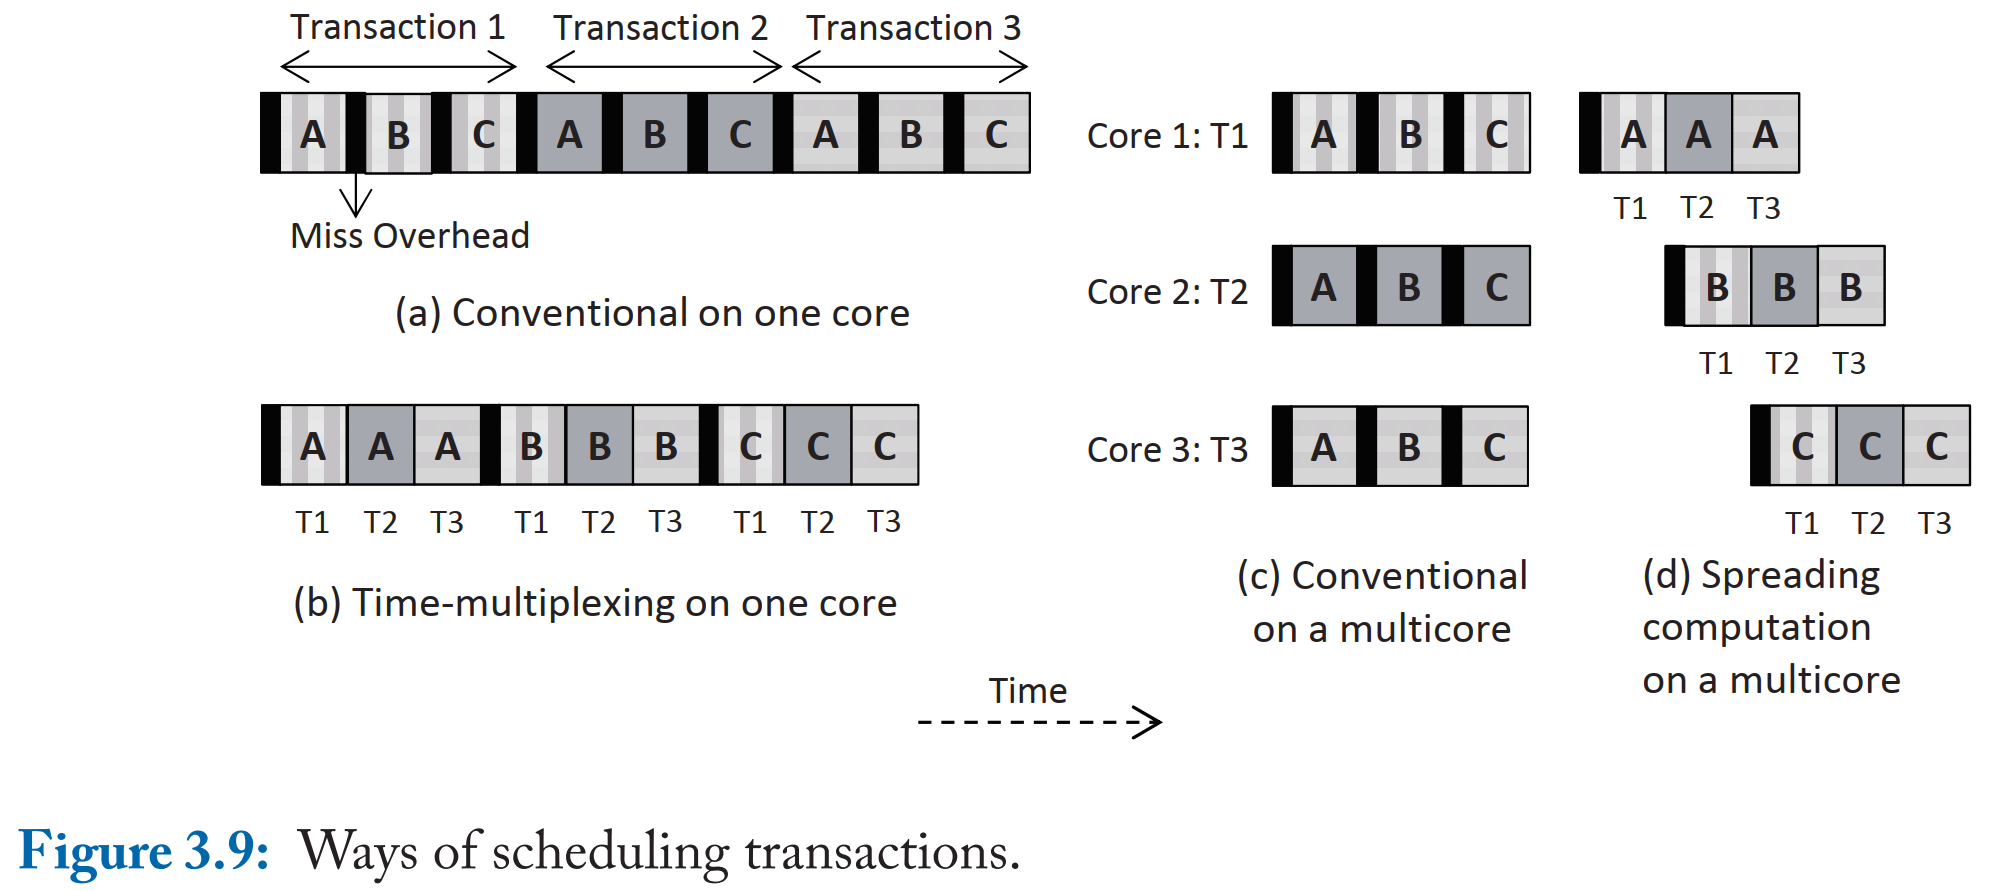 Transaction 1 Transaction 2 Transaction 3
A B C A B C A B C
Miss Overhead
(a) Conventional on one core
A A A B B B C C C
T1 T2 T3 T1 T2 T3 T1 T2 T3
(b) Time-multiplexing on one core
Core 1: T1 A B C
Core 2: T2 A B C
Core 3: T3 A B C
(c) Conventional
on a multicore
A A A
T1 T2 T3
B B B
T1 T2 T3
C C C
T1 T2 T3
(d) Spreading
computation
on a multicore
Time
Figure 3.9: Ways of scheduling transactions.